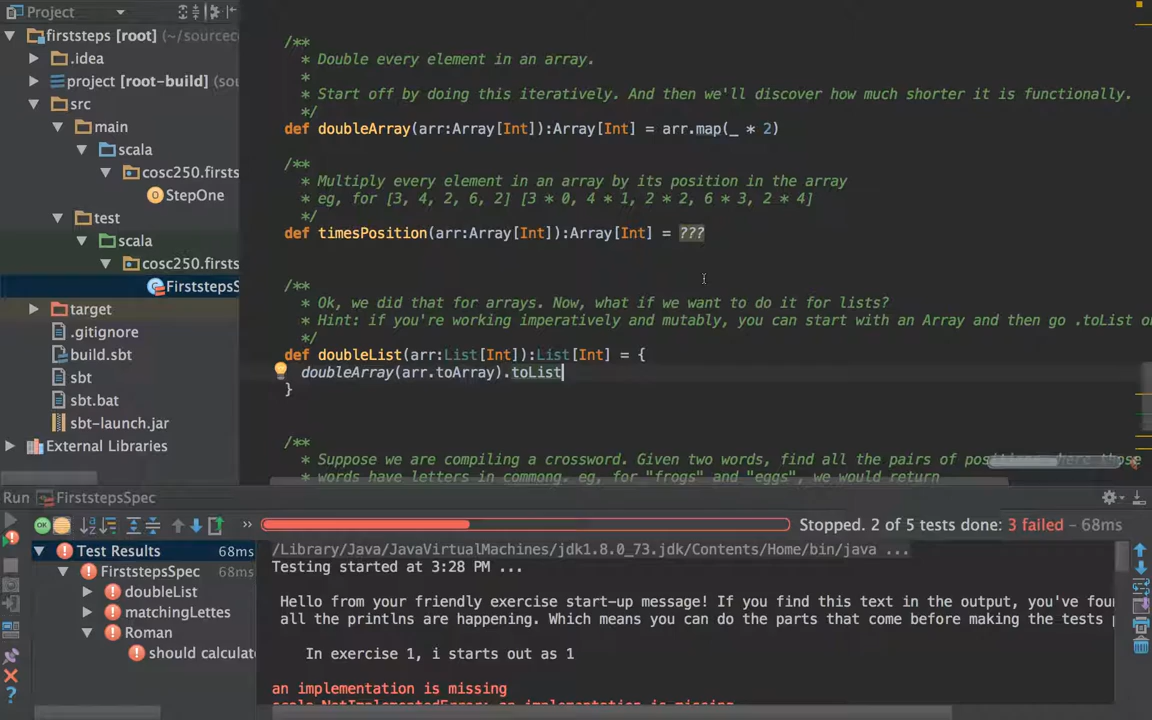 Project
firststeps [root] (~/sourcec
.idea
project [root-build] (sou
src
main
scala
cosc250.firsts
StepOne
test
scala
cosc250.firsts
FirststepsS
target
.gitignore
build.sbt
sbt
sbt.bat
sbt-launch.jar
External Libraries
/**
* Double every element in an array.
*
* Start off by doing this iteratively. And then we'll discover how much shorter it is functionally.
*/
def doubleArray(arr:Array[Int]):Array[Int] = arr.map(_ * 2)
/**
* Multiply every element in an array by its position in the array
* eg, for [3, 4, 2, 6, 2] [3 * 0, 4 * 1, 2 * 2, 6 * 3, 2 * 4]
*/
def timesPosition(arr:Array[Int]):Array[Int] = ???
/**
* Ok, we did that for arrays. Now, what if we want to do it for lists?
* Hint: if you're working imperatively and mutably, you can start with an Array and then go .toList o
*/
def doubleList(arr:List[Int]):List[Int] = {
doubleArray(arr.toArray).toList
}
/**
* Suppose we are compiling a crossword. Given two words, find all the pairs of those
* words have letters in commong. eg, for "frogs" and "eggs", we would return
Run FirststepsSpec
>> Stopped. 2 of 5 tests done: 3 failed – 68ms
Test Results 68ms
FirststepsSpec 68ms
doubleList
matchingLettes
Roman
should calculat
/Library/Java/JavaVirtualMachines/jdk1.8.0_73.jdk/Contents/Home/bin/java ...
Testing started at 3:28 PM ...
Hello from your friendly exercise start-up message! If you find this text in the output, you've fou
all the printlns are happening. Which means you can do the parts that come before making the tests
In exercise 1, i starts out as 1
an implementation is missing
scala.NotImplementedError: an implementation is missing